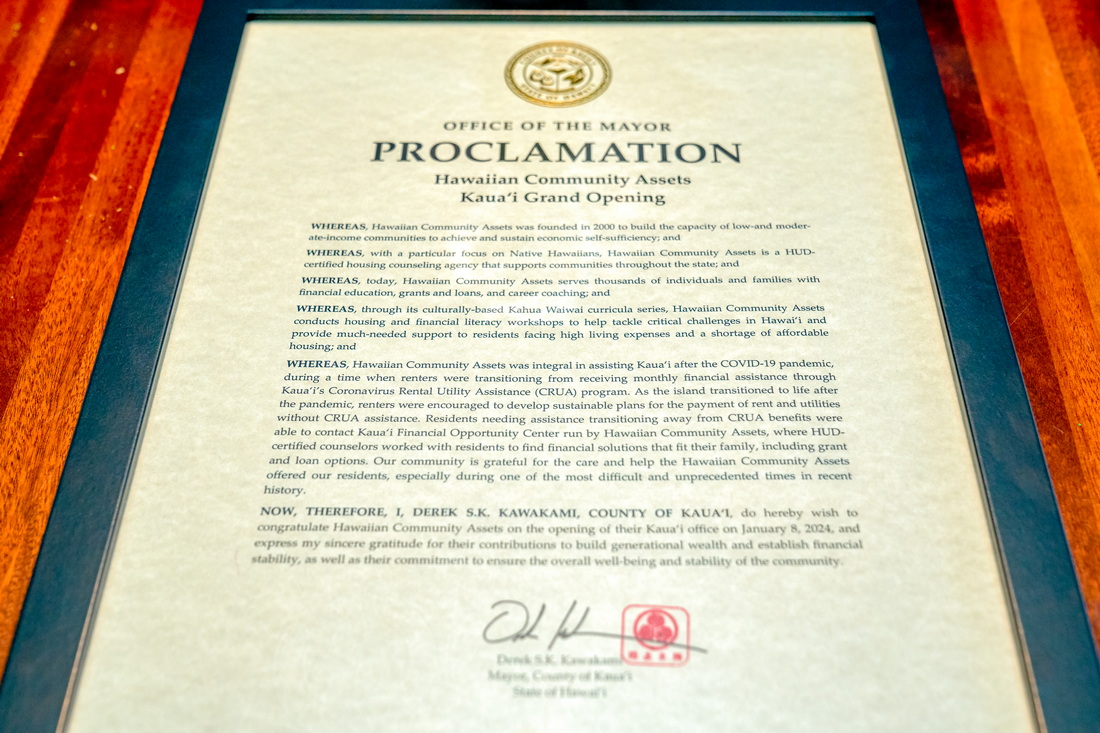 COUNTY OF KAUAI
STATE OF HAWAII
OFFICE OF THE MAYOR
PROCLAMATION
Hawaiian Community Assets
Kauaʻi Grand Opening
WHEREAS, Hawaiian Community Assets was founded in 2000 to build the capacity of low-and moder-
ate-income communities to achieve and sustain economic self-sufficiency; and
WHEREAS, with a particular focus on Native Hawaiians, Hawaiian Community Assets is a HUD-
certified housing counseling agency that supports communities throughout the state; and
WHEREAS, today, Hawaiian Community Assets serves thousands of individuals and families with
financial education, grants and loans, and career coaching; and
WHEREAS, through its culturally-based Kahua Waiwai curricula series, Hawaiian Community Assets
conducts housing and financial literacy workshops to help tackle critical challenges in Hawaiʻi and
provide much-needed support to residents facing high living expenses and a shortage of affordable
housing; and
WHEREAS, Hawaiian Community Assets was integral in assisting Kauaʻi after the COVID-19 pandemic,
during a time when renters were transitioning from receiving monthly financial assistance through
Kauaʻi's Coronavirus Rental Utility Assistance (CRUA) program. As the island transitioned to life after
the pandemic, renters were encouraged to develop sustainable plans for the payment of rent and utilities
without CRUA assistance. Residents needing assistance transitioning away from CRUA benefits were
able to contact Kauaʻi Financial Opportunity Center run by Hawaiian Community Assets, where HUD-
certified counselors worked with residents to find financial solutions that fit their family, including grant
and loan options. Our community is grateful for the care and help the Hawaiian Community Assets
offered our residents, especially during one of the most difficult and unprecedented times in recent
history.
NOW, THEREFORE, I, DEREK S.K. KAWAKAMI, COUNTY OF KAUAʻI, do hereby wish to
congratulate Hawaiian Community Assets on the opening of their Kauaʻi office on January 8, 2024, and
express my sincere gratitude for their contributions to build generational wealth and establish financial
stability, as well as their commitment to ensure the overall well-being and stability of the community.
Derek S.K. Kawakami
Mayor, County of Kauaʻi
State of Hawaiʻi